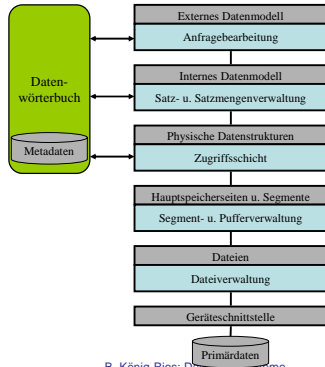 Externes Datenmodell
Anfragebearbeitung
Daten-
wörterbuch
Metadaten
Internes Datenmodell
Satz- u. Satzmengenverwaltung
Physische Datenstrukturen
Zugriffsschicht
Hauptspeicherseiten u. Segmente
Segment- u. Pufferverwaltung
Dateien
Dateiverwaltung
Geräteschnittstelle
Primärdaten
B. König-Ries: